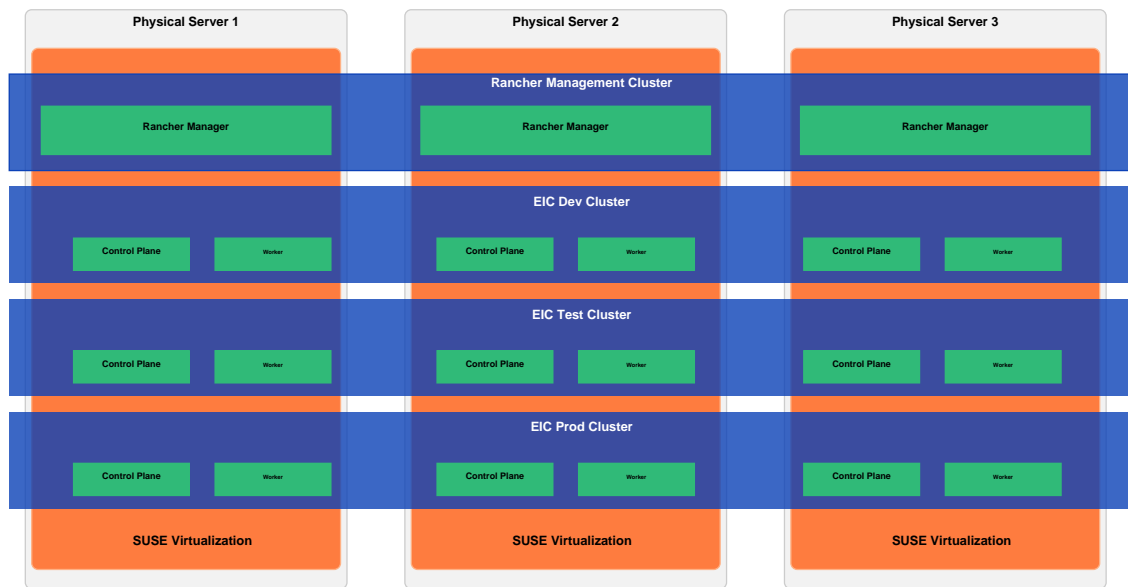 Physical Server 1
Physical Server 2
Physical Server 3
Rancher Management Cluster
Rancher Manager
Rancher Manager
Rancher Manager
EIC Dev Cluster
Control Plane
Worker
Control Plane
Worker
Control Plane
Worker
EIC Test Cluster
Control Plane
Worker
Control Plane
Worker
Control Plane
Worker
EIC Prod Cluster
Control Plane
Worker
Control Plane
Worker
Control Plane
Worker
SUSE Virtualization
SUSE Virtualization
SUSE Virtualization